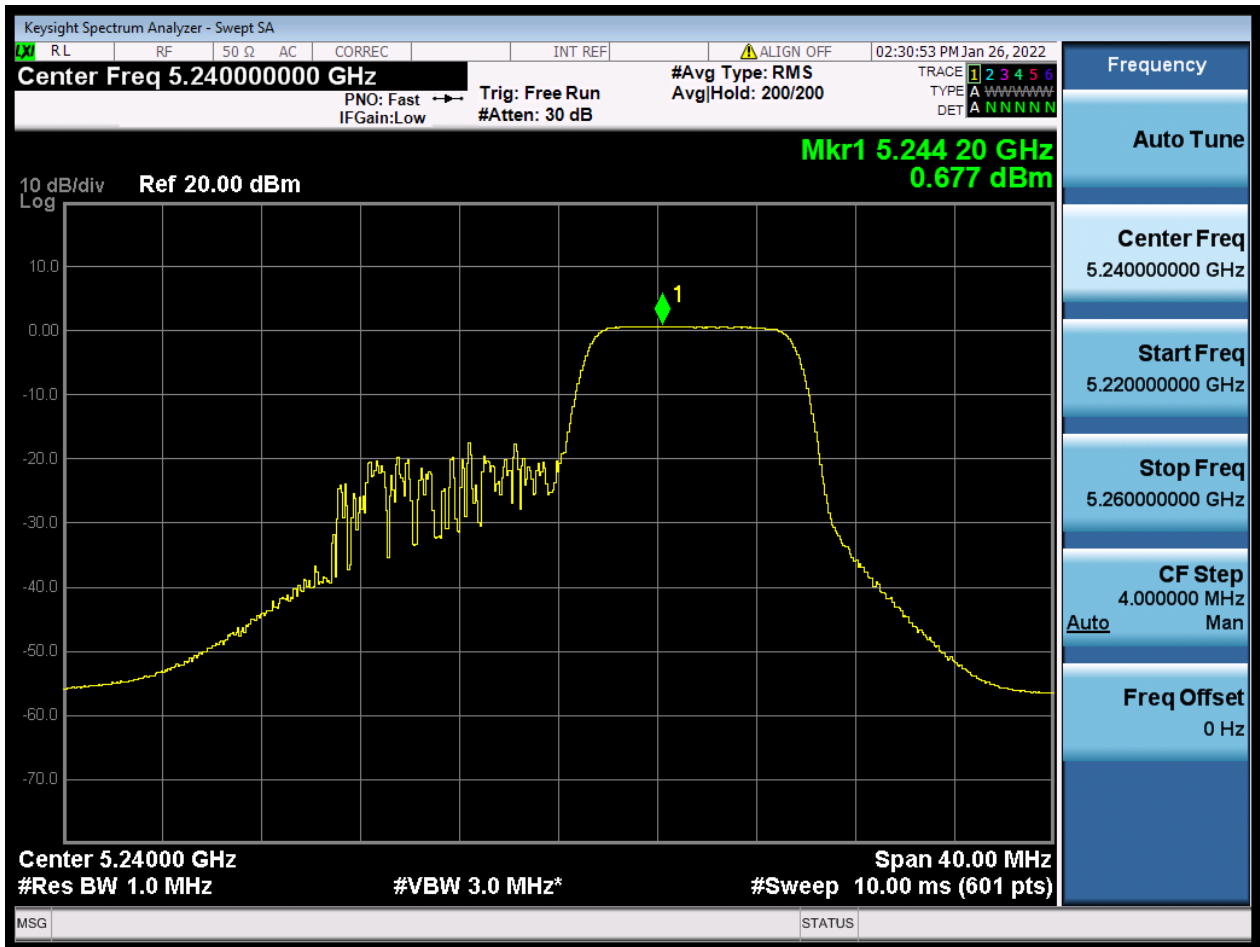 Keysight Spectrum Analyzer - Swept SA
LXI RL RF 50 Ω AC CORREC INT REF ALIGN OFF 02:30:53 PM Jan 26, 2022
Center Freq 5.240000000 GHz
PNO: Fast
IFGain:Low
Trig: Free Run
#Atten: 30 dB
#Avg Type: RMS
Avg|Hold: 200/200
TRACE 1 2 3 4 5 6
TYPE A WWWWW
DET A N N N N N
Mkr1 5.244 20 GHz
0.677 dBm
10 dB/div Ref 20.00 dBm
Log
10.0
0.00
-10.0
-20.0
-30.0
-40.0
-50.0
-60.0
-70.0
1
Center 5.24000 GHz Span 40.00 MHz
#Res BW 1.0 MHz #VBW 3.0 MHz* #Sweep 10.00 ms (601 pts)
MSG STATUS
Frequency
Auto Tune
Center Freq
5.240000000 GHz
Start Freq
5.220000000 GHz
Stop Freq
5.260000000 GHz
CF Step
4.000000 MHz
Auto Man
Freq Offset
0 Hz